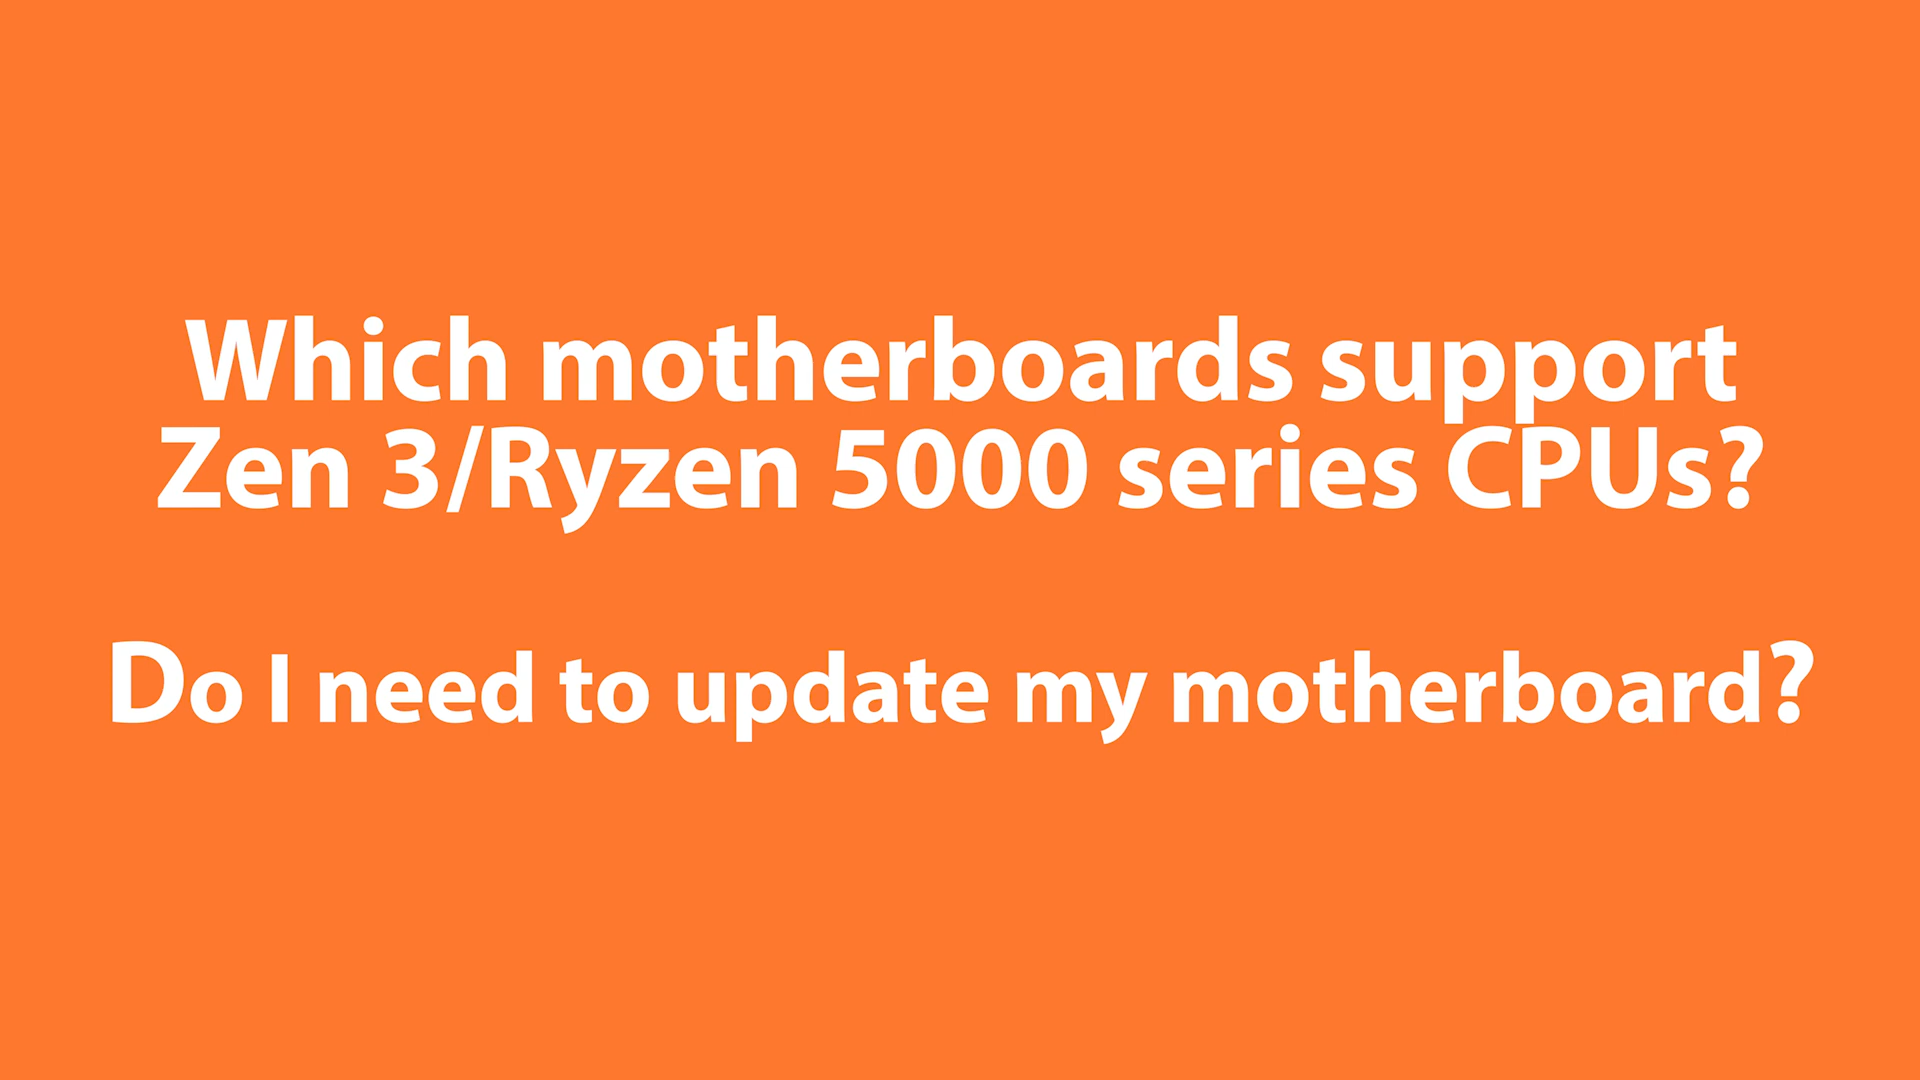 Which motherboards support
Zen 3/Ryzen 5000 series CPUs?
Do I need to update my motherboard?